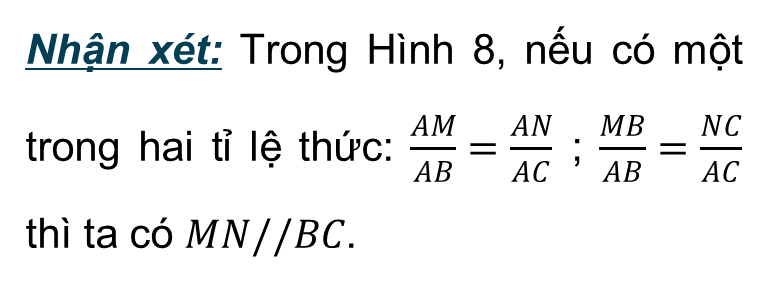 Nhận xét: Trong Hình 8, nếu có một
trong hai tỉ lệ thức: AM/AB = AN/AC ; MB/AB = NC/AC
thì ta có MN//BC.